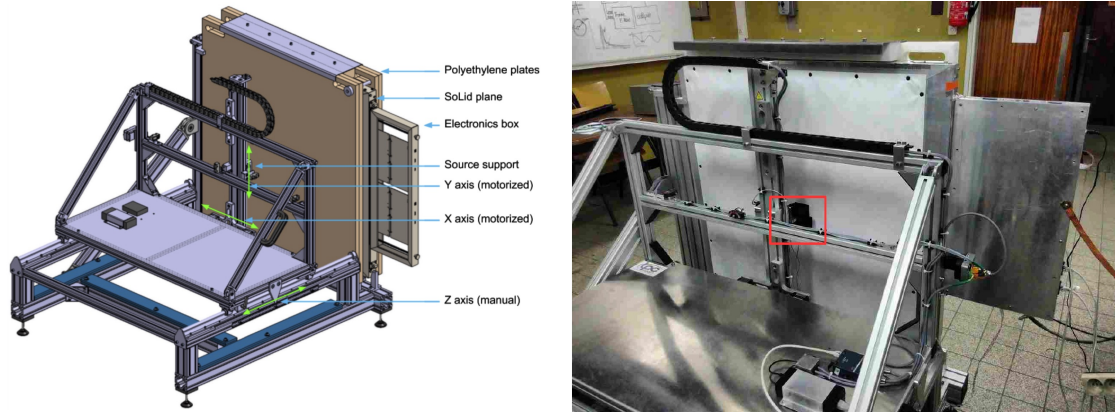 Polyethylene plates
SoLid plane
Electronics box
Source support
Y axis (motorized)
X axis (motorized)
Z axis (manual)